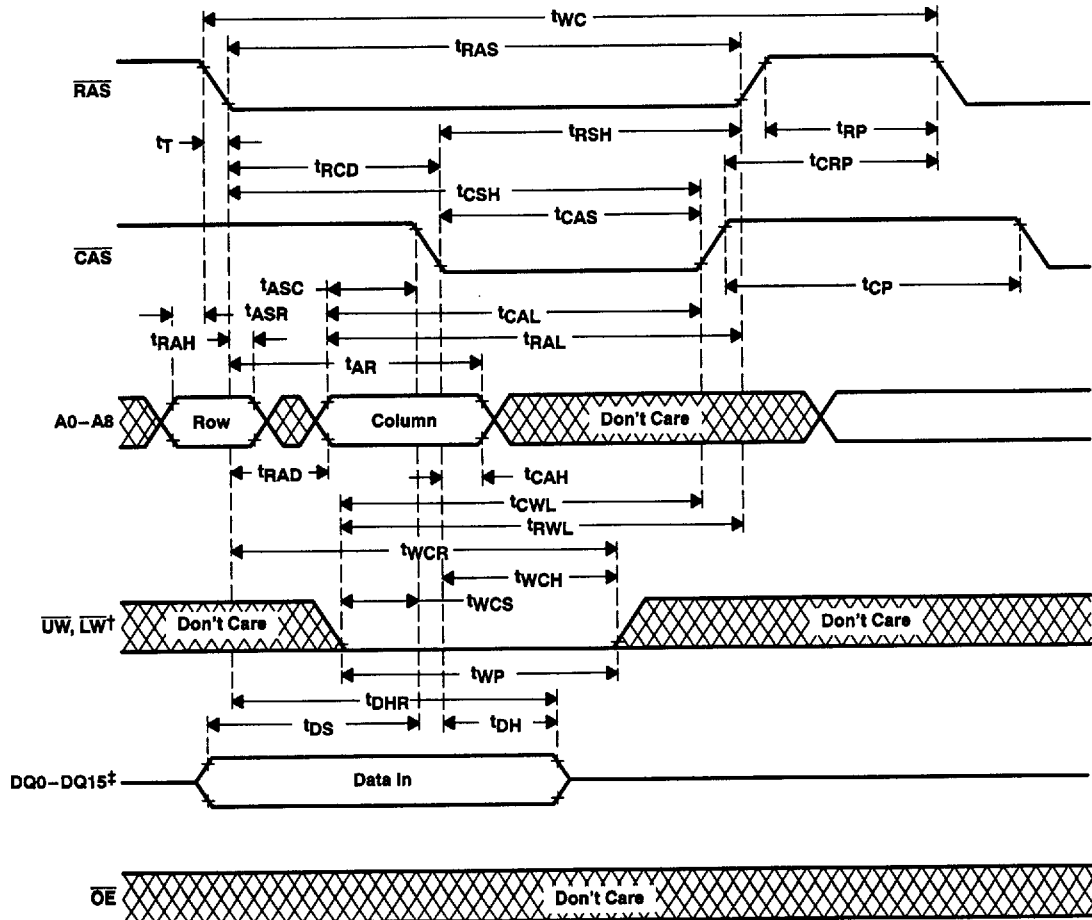 tWC
tRAS
RAS
tRSH
tRP
tT
tRCD
tCRP
tCSH
tCAS
CAS
tASC
tCP
tASR
tCAL
tRAH
tRAL
tAR
A0–A8
Row
Column
Don't Care
tRAD
tCAH
tCWL
tRWL
tWCR
tWCH
tWCS
UW, LW†
Don't Care
Don't Care
tWP
tDHR
tDS
tDH
DQ0–DQ15‡
Data In
OE
Don't Care